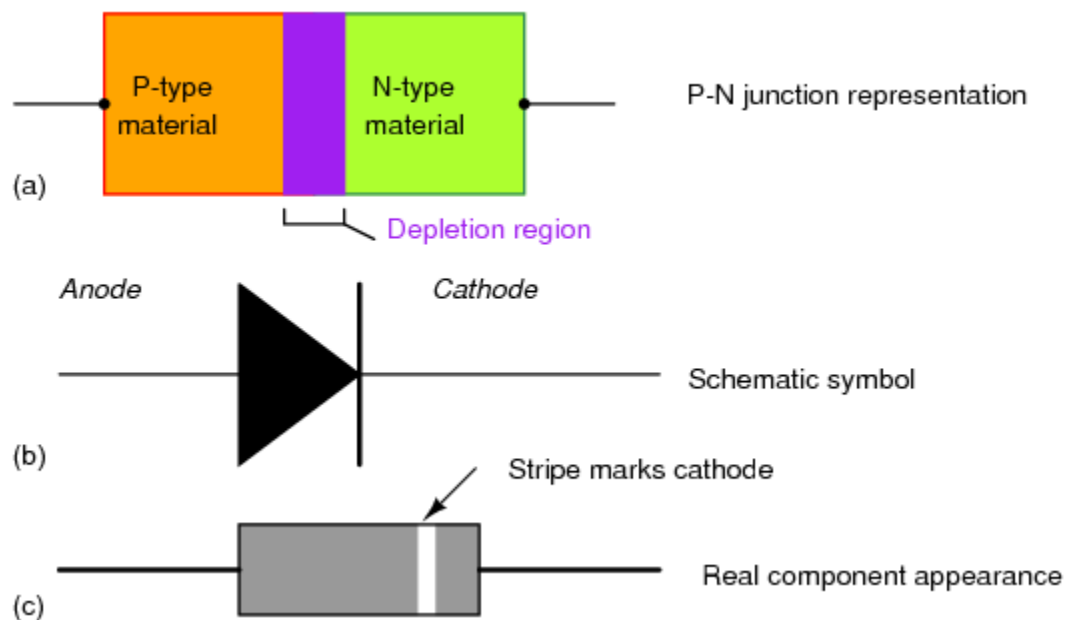 P-type
material
N-type
material
P-N junction representation
(a)
Depletion region
Anode
Cathode
Schematic symbol
(b)
Stripe marks cathode
Real component appearance
(c)